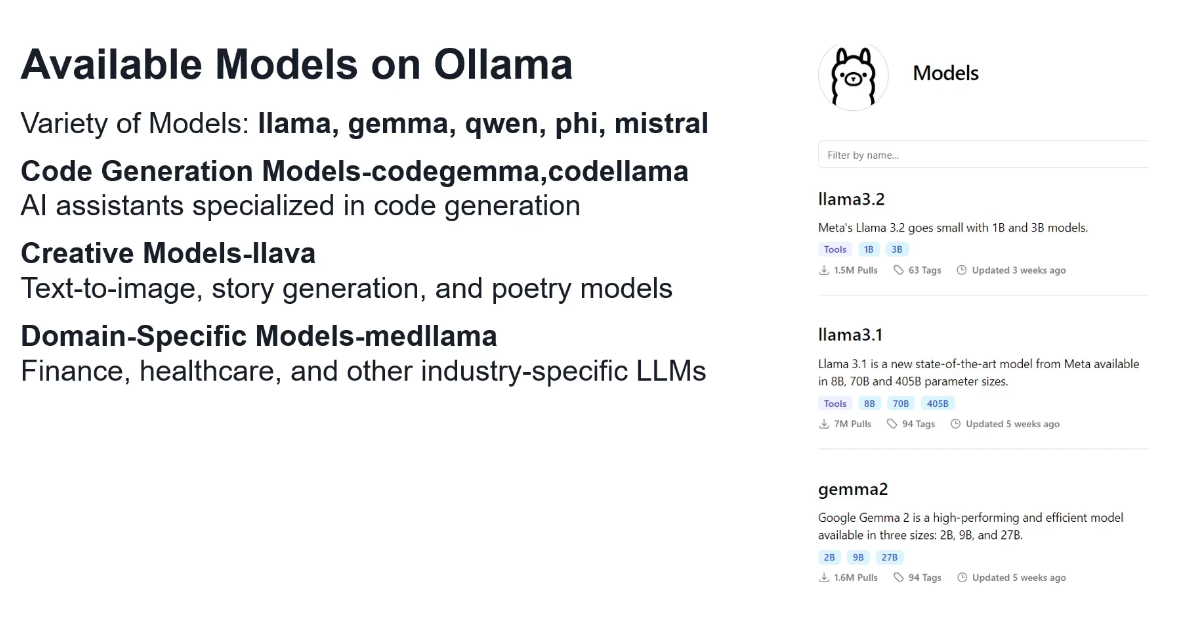 Available Models on Ollama
Variety of Models: llama, gemma, qwen, phi, mistral
Code Generation Models-codegemma,codellama
AI assistants specialized in code generation
Creative Models-llava
Text-to-image, story generation, and poetry models
Domain-Specific Models-medllama
Finance, healthcare, and other industry-specific LLMs
Models
Filter by name...
llama3.2
Meta's Llama 3.2 goes small with 1B and 3B models.
Tools 1B 3B
1.5M Pulls 63 Tags Updated 3 weeks ago
llama3.1
Llama 3.1 is a new state-of-the-art model from Meta available
in 8B, 70B and 405B parameter sizes.
Tools 8B 70B 405B
7M Pulls 94 Tags Updated 5 weeks ago
gemma2
Google Gemma 2 is a high-performing and efficient model
available in three sizes: 2B, 9B, and 27B.
2B 9B 27B
1.6M Pulls 94 Tags Updated 5 weeks ago